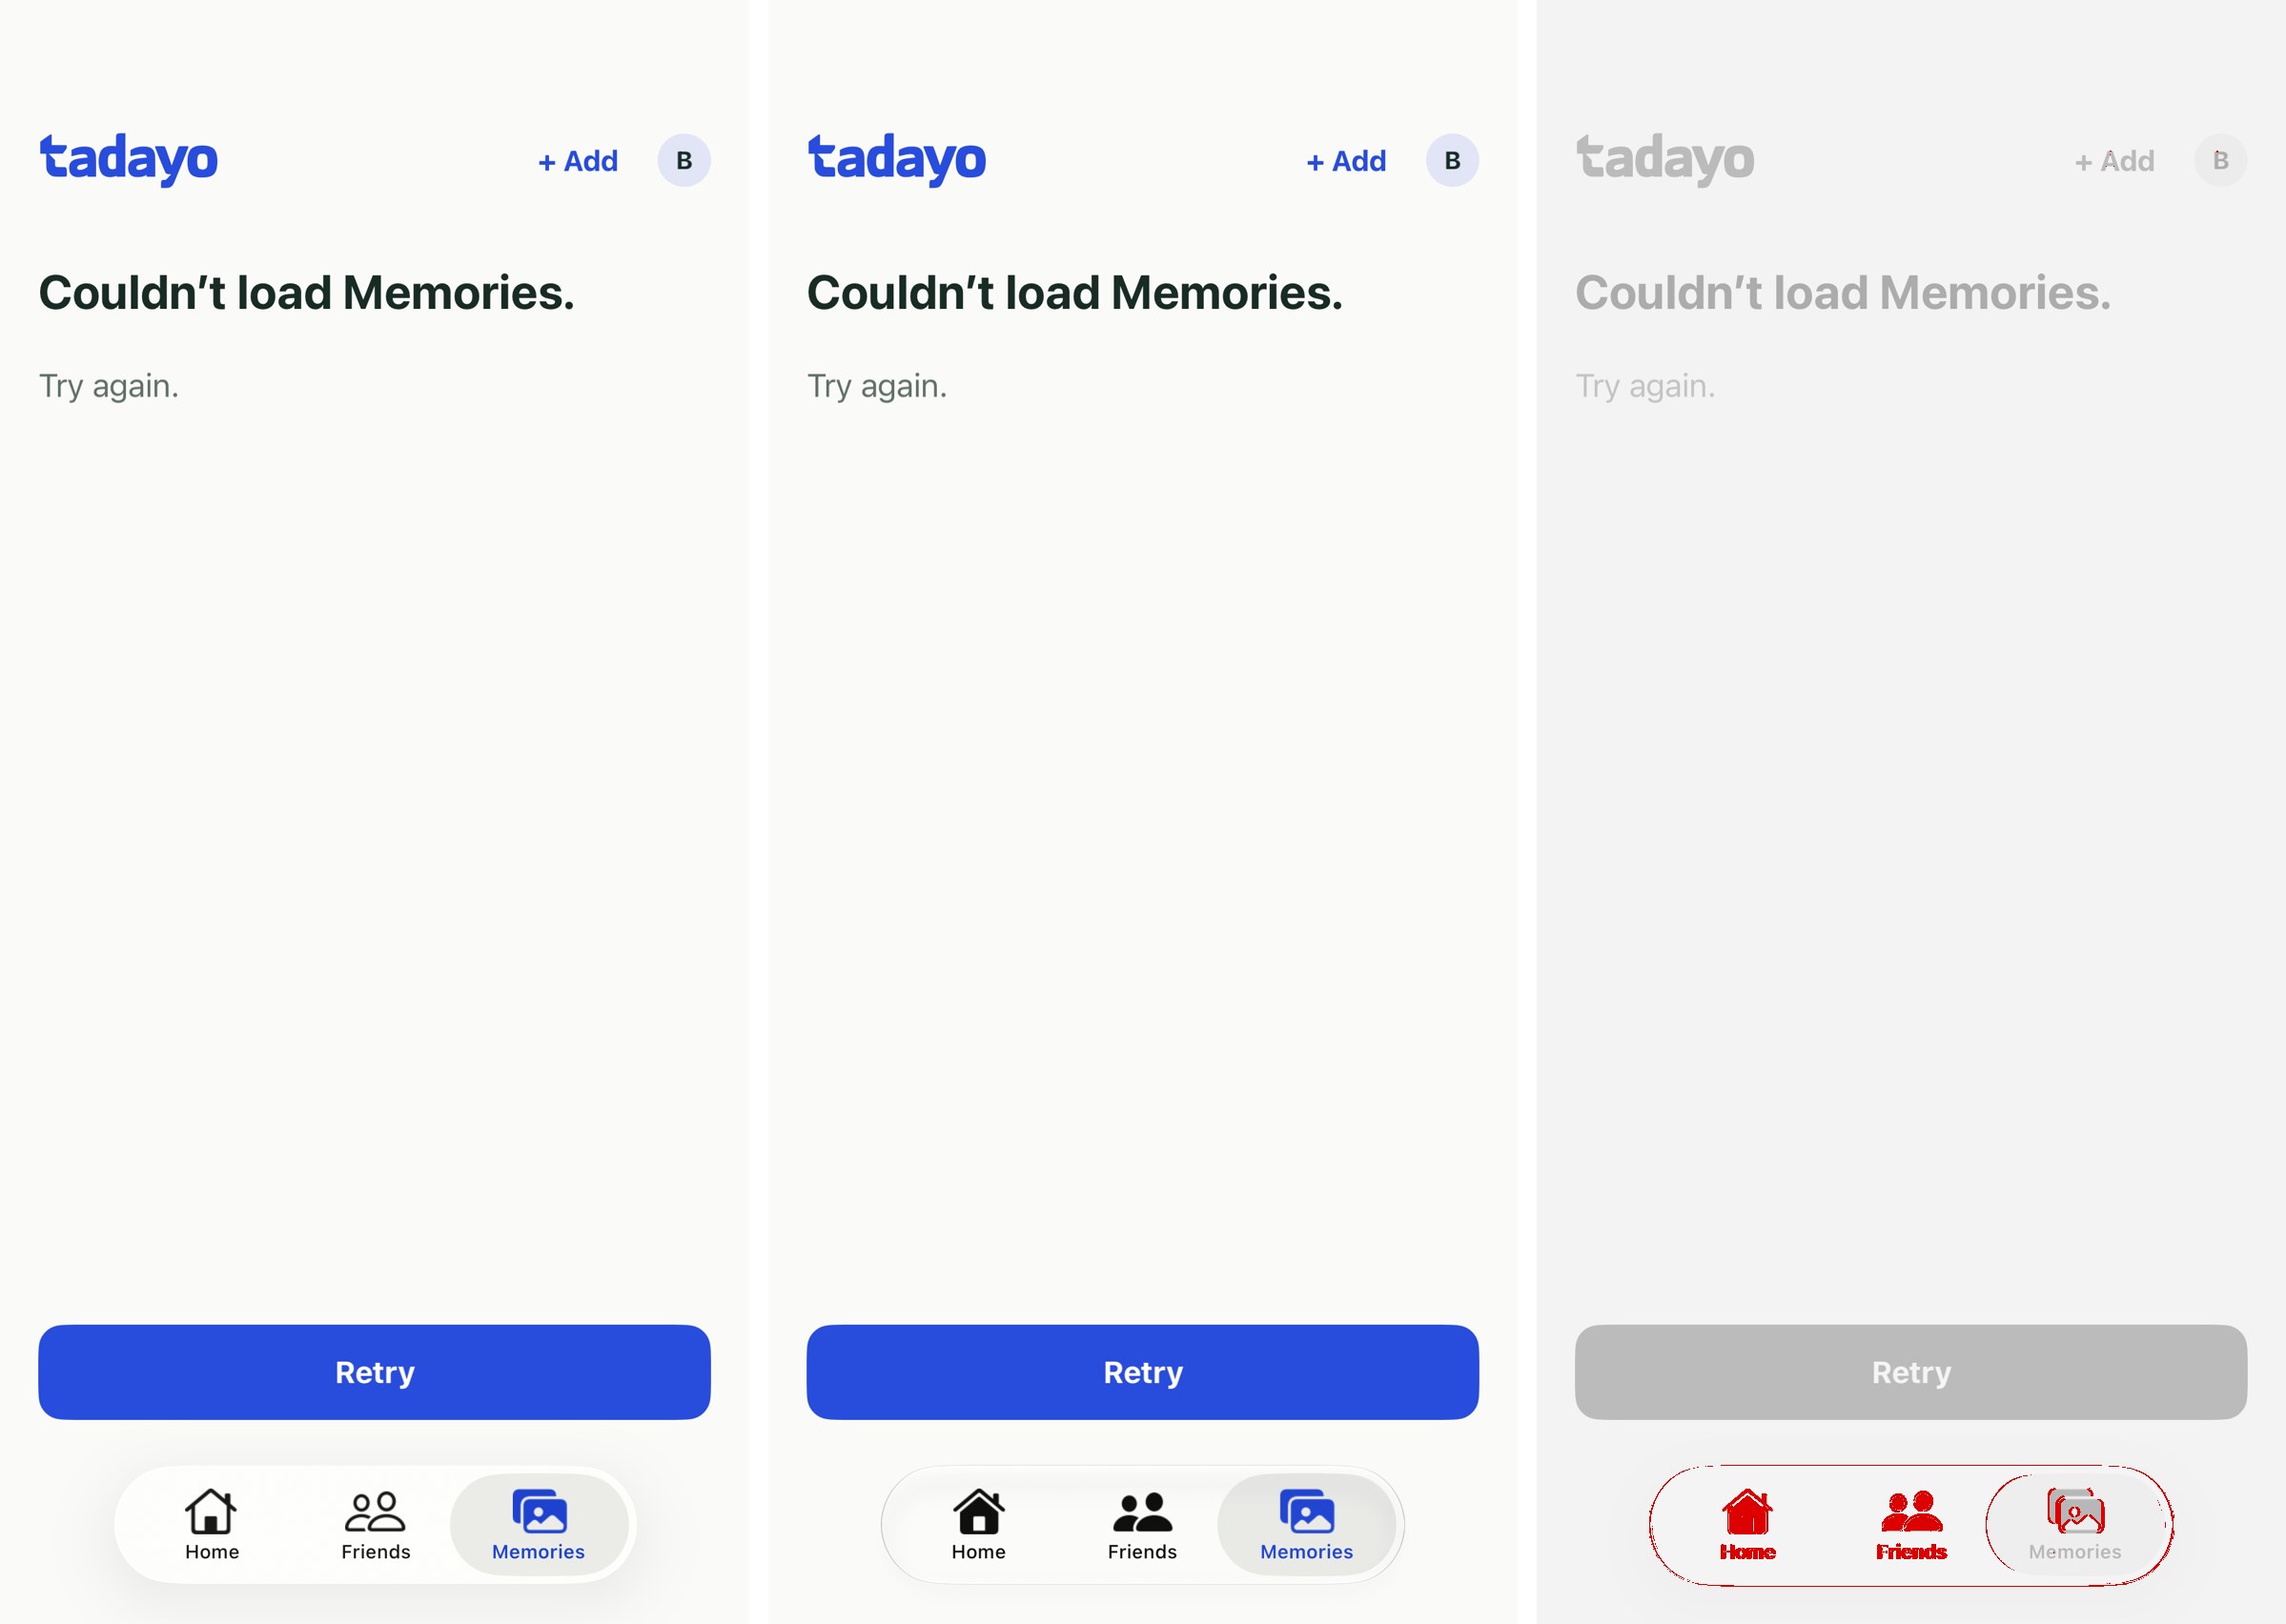 tadayo + Add B
Couldn’t load Memories.
Try again.
Retry
Home Friends Memories
tadayo + Add B
Couldn’t load Memories.
Try again.
Retry
Home Friends Memories
tadayo + Add B
Couldn’t load Memories.
Try again.
Retry
Home Friends Memories